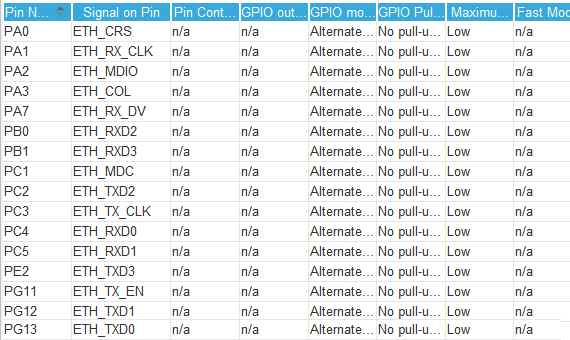 Pin N... Signal on Pin Pin Cont... GPIO out... GPIO mo... GPIO Pul... Maximu... Fast Mod
PA0 ETH_CRS n/a n/a Alternate... No pull-u... Low n/a
PA1 ETH_RX_CLK n/a n/a Alternate... No pull-u... Low n/a
PA2 ETH_MDIO n/a n/a Alternate... No pull-u... Low n/a
PA3 ETH_COL n/a n/a Alternate... No pull-u... Low n/a
PA7 ETH_RX_DV n/a n/a Alternate... No pull-u... Low n/a
PB0 ETH_RXD2 n/a n/a Alternate... No pull-u... Low n/a
PB1 ETH_RXD3 n/a n/a Alternate... No pull-u... Low n/a
PC1 ETH_MDC n/a n/a Alternate... No pull-u... Low n/a
PC2 ETH_TXD2 n/a n/a Alternate... No pull-u... Low n/a
PC3 ETH_TX_CLK n/a n/a Alternate... No pull-u... Low n/a
PC4 ETH_RXD0 n/a n/a Alternate... No pull-u... Low n/a
PC5 ETH_RXD1 n/a n/a Alternate... No pull-u... Low n/a
PE2 ETH_TXD3 n/a n/a Alternate... No pull-u... Low n/a
PG11 ETH_TX_EN n/a n/a Alternate... No pull-u... Low n/a
PG12 ETH_TXD1 n/a n/a Alternate... No pull-u... Low n/a
PG13 ETH_TXD0 n/a n/a Alternate... No pull-u... Low n/a